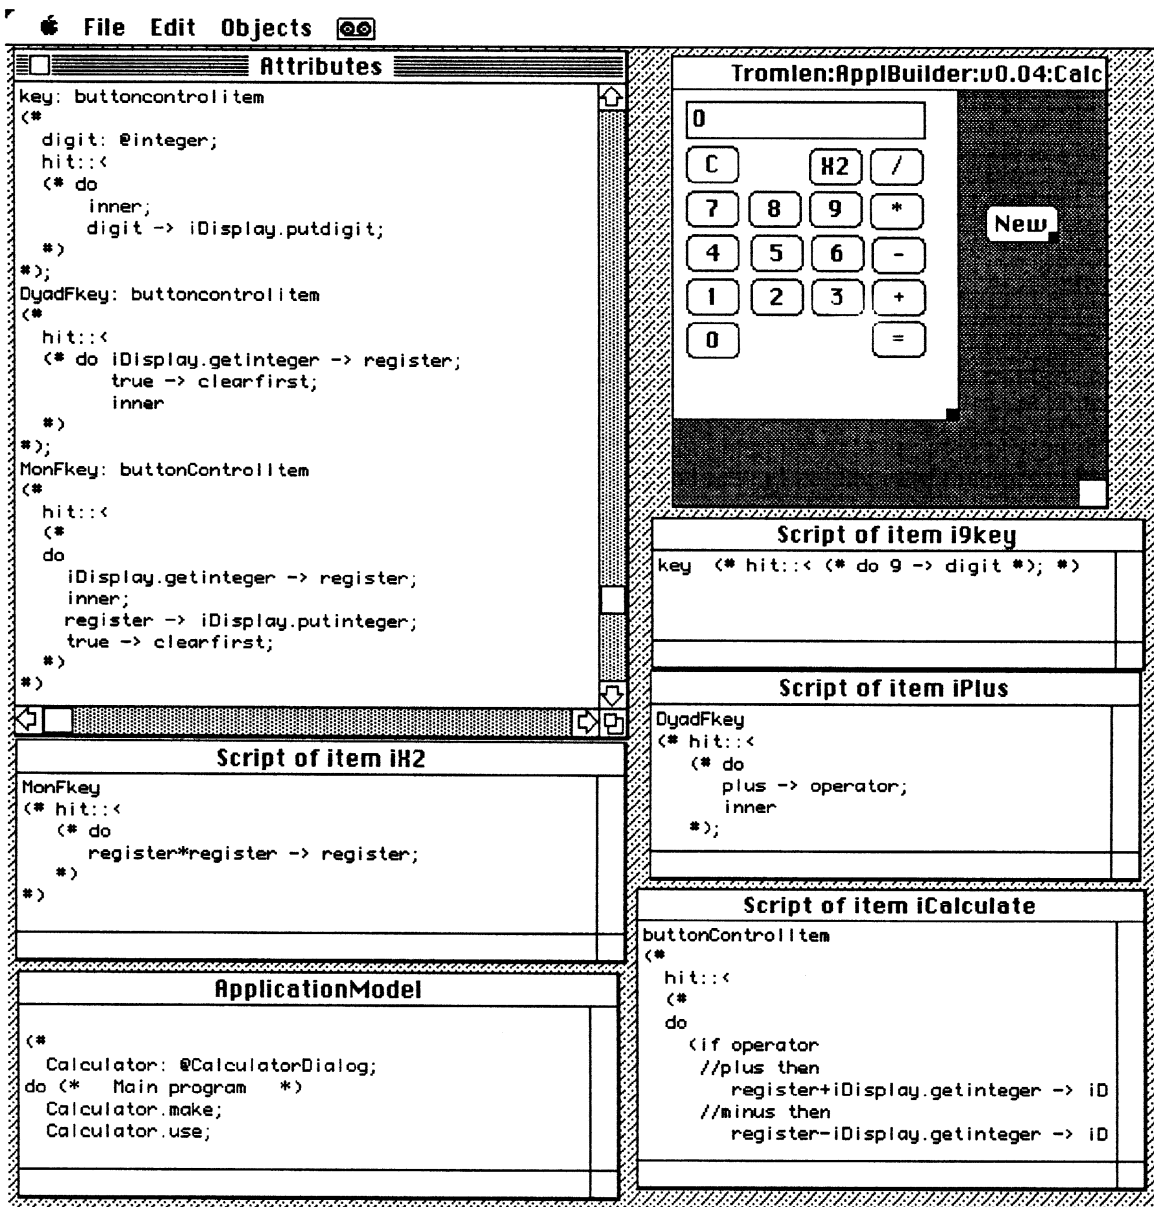 File Edit Objects
Attributes
key: buttoncontrolitem
(#
digit: @integer;
hit::<
(# do
inner;
digit -> iDisplay.putdigit;
#)
#);
DyadFkey: buttoncontrolitem
(#
hit::<
(# do iDisplay.getinteger -> register;
true -> clearfirst;
inner
#)
#);
MonFkey: buttonControlItem
(#
hit::<
(#
do
iDisplay.getinteger -> register;
inner;
register -> iDisplay.putinteger;
true -> clearfirst;
#)
#)
Tromlen:ApplBuilder:v0.04:Calc
0
C X2 /
7 8 9 *
4 5 6 -
1 2 3 +
0 =
New
Script of item i9key
key (# hit::< (# do 9 -> digit #); #)
Script of item iPlus
DyadFkey
(# hit::<
(# do
plus -> operator;
inner
#);
Script of item iX2
MonFkey
(# hit::<
(# do
register*register -> register;
#)
#)
Script of item iCalculate
buttonControlItem
(#
hit::<
(#
do
(if operator
//plus then
register+iDisplay.getinteger -> iD
//minus then
register-iDisplay.getinteger -> iD
ApplicationModel
(#
Calculator: @CalculatorDialog;
do (* Main program *)
Calculator.make;
Calculator.use;